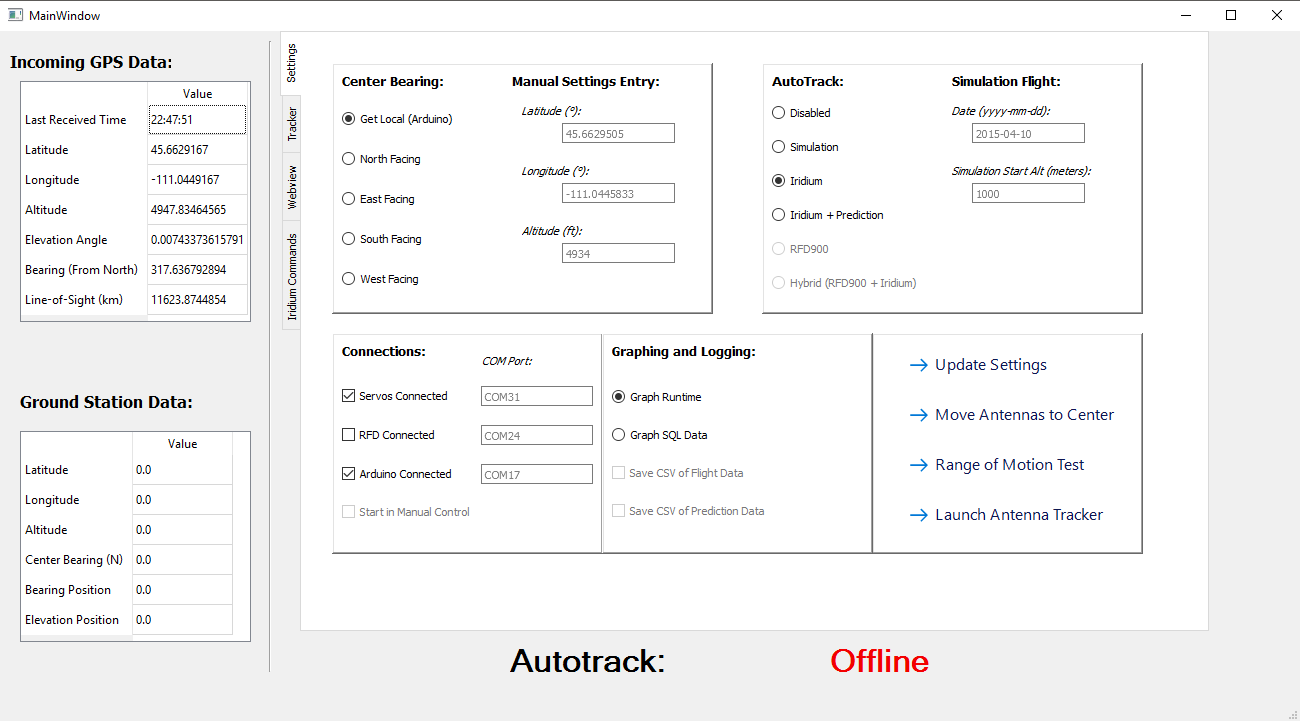 MainWindow
Incoming GPS Data:
Value
Last Received Time 22:47:51
Latitude 45.6629167
Longitude -111.0449167
Altitude 4947.83464565
Elevation Angle 0.00743373615791
Bearing (From North) 317.636792894
Line-of-Sight (km) 11623.8744854
Ground Station Data:
Value
Latitude 0.0
Longitude 0.0
Altitude 0.0
Center Bearing (N) 0.0
Bearing Position 0.0
Elevation Position 0.0
Settings
Tracker
Webview
Iridium Commands
Center Bearing:
Get Local (Arduino)
North Facing
East Facing
South Facing
West Facing
Manual Settings Entry:
Latitude (°):
45.6629505
Longitude (°):
-111.0445833
Altitude (ft):
4934
AutoTrack:
Disabled
Simulation
Iridium
Iridium + Prediction
RFD900
Hybrid (RFD900 + Iridium)
Simulation Flight:
Date (yyyy-mm-dd):
2015-04-10
Simulation Start Alt (meters):
1000
Connections:
COM Port:
Servos Connected COM31
RFD Connected COM24
Arduino Connected COM17
Start in Manual Control
Graphing and Logging:
Graph Runtime
Graph SQL Data
Save CSV of Flight Data
Save CSV of Prediction Data
Update Settings
Move Antennas to Center
Range of Motion Test
Launch Antenna Tracker
Autotrack: Offline